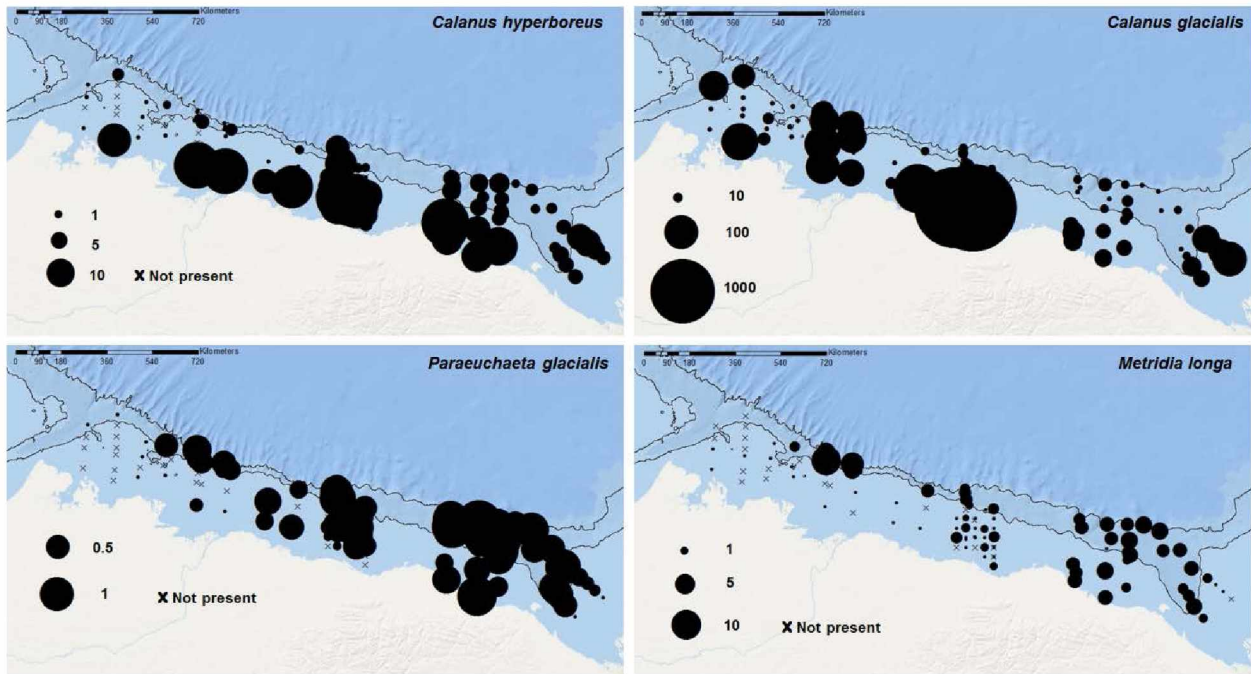 Kilometers
0 90 180 360 540 720
Calanus hyperboreus
1
5
10 X Not present
Kilometers
0 90 180 360 540 720
Calanus glacialis
10
100
1000
Kilometers
0 90 180 360 540 720
Paraeuchaeta glacialis
0.5
1 X Not present
Kilometers
0 90 180 360 540 720
Metridia longa
1
5
10 X Not present